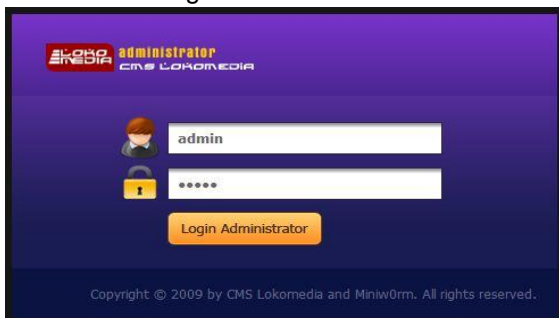 LOKO
MEDIA
administrator
CMS LOKOMEDIA
admin
•••••
Login Administrator
Copyright © 2009 by CMS Lokomedia and Miniw0rm. All rights reserved.